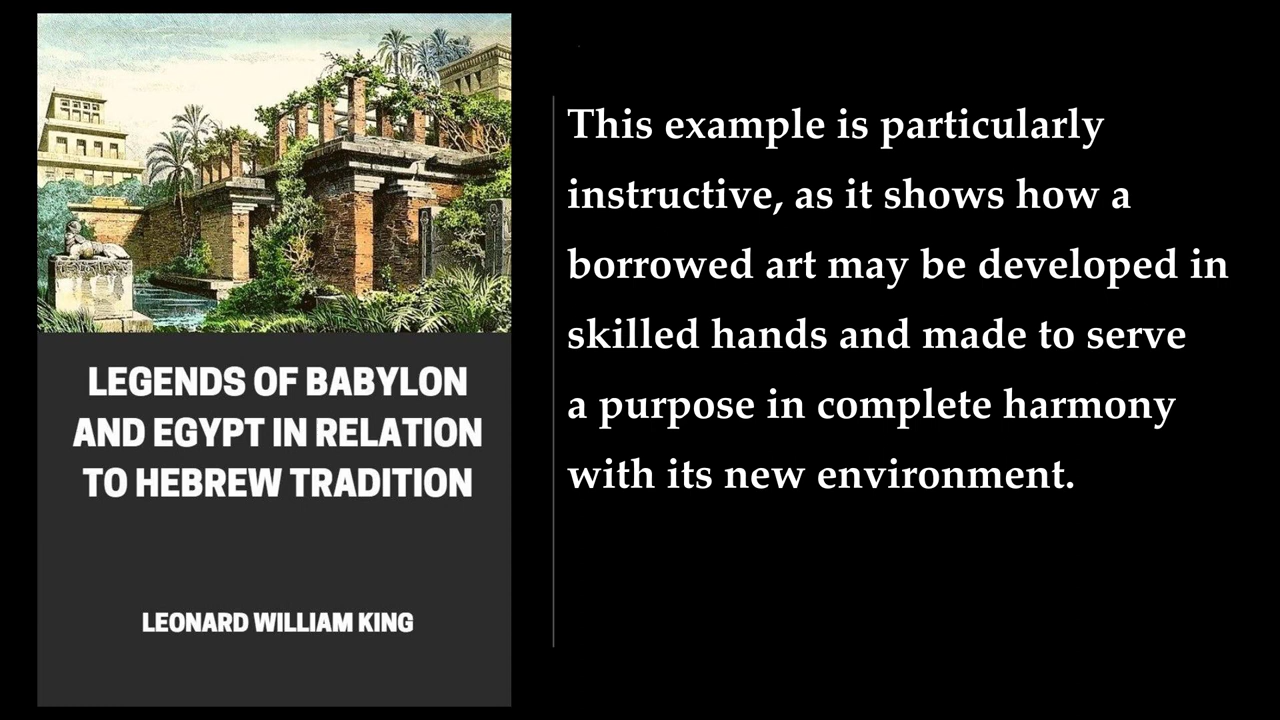 LEGENDS OF BABYLON
AND EGYPT IN RELATION
TO HEBREW TRADITION
LEONARD WILLIAM KING
This example is particularly
instructive, as it shows how a
borrowed art may be developed in
skilled hands and made to serve
a purpose in complete harmony
with its new environment.